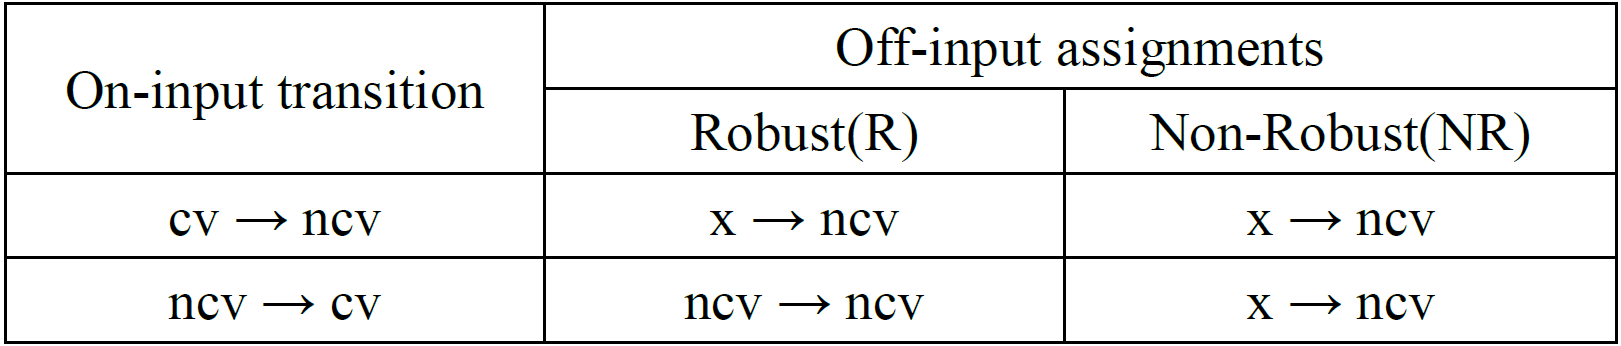 On-input transition
Off-input assignments
Robust(R)
Non-Robust(NR)
cv → ncv
x → ncv
x → ncv
ncv → cv
ncv → ncv
x → ncv